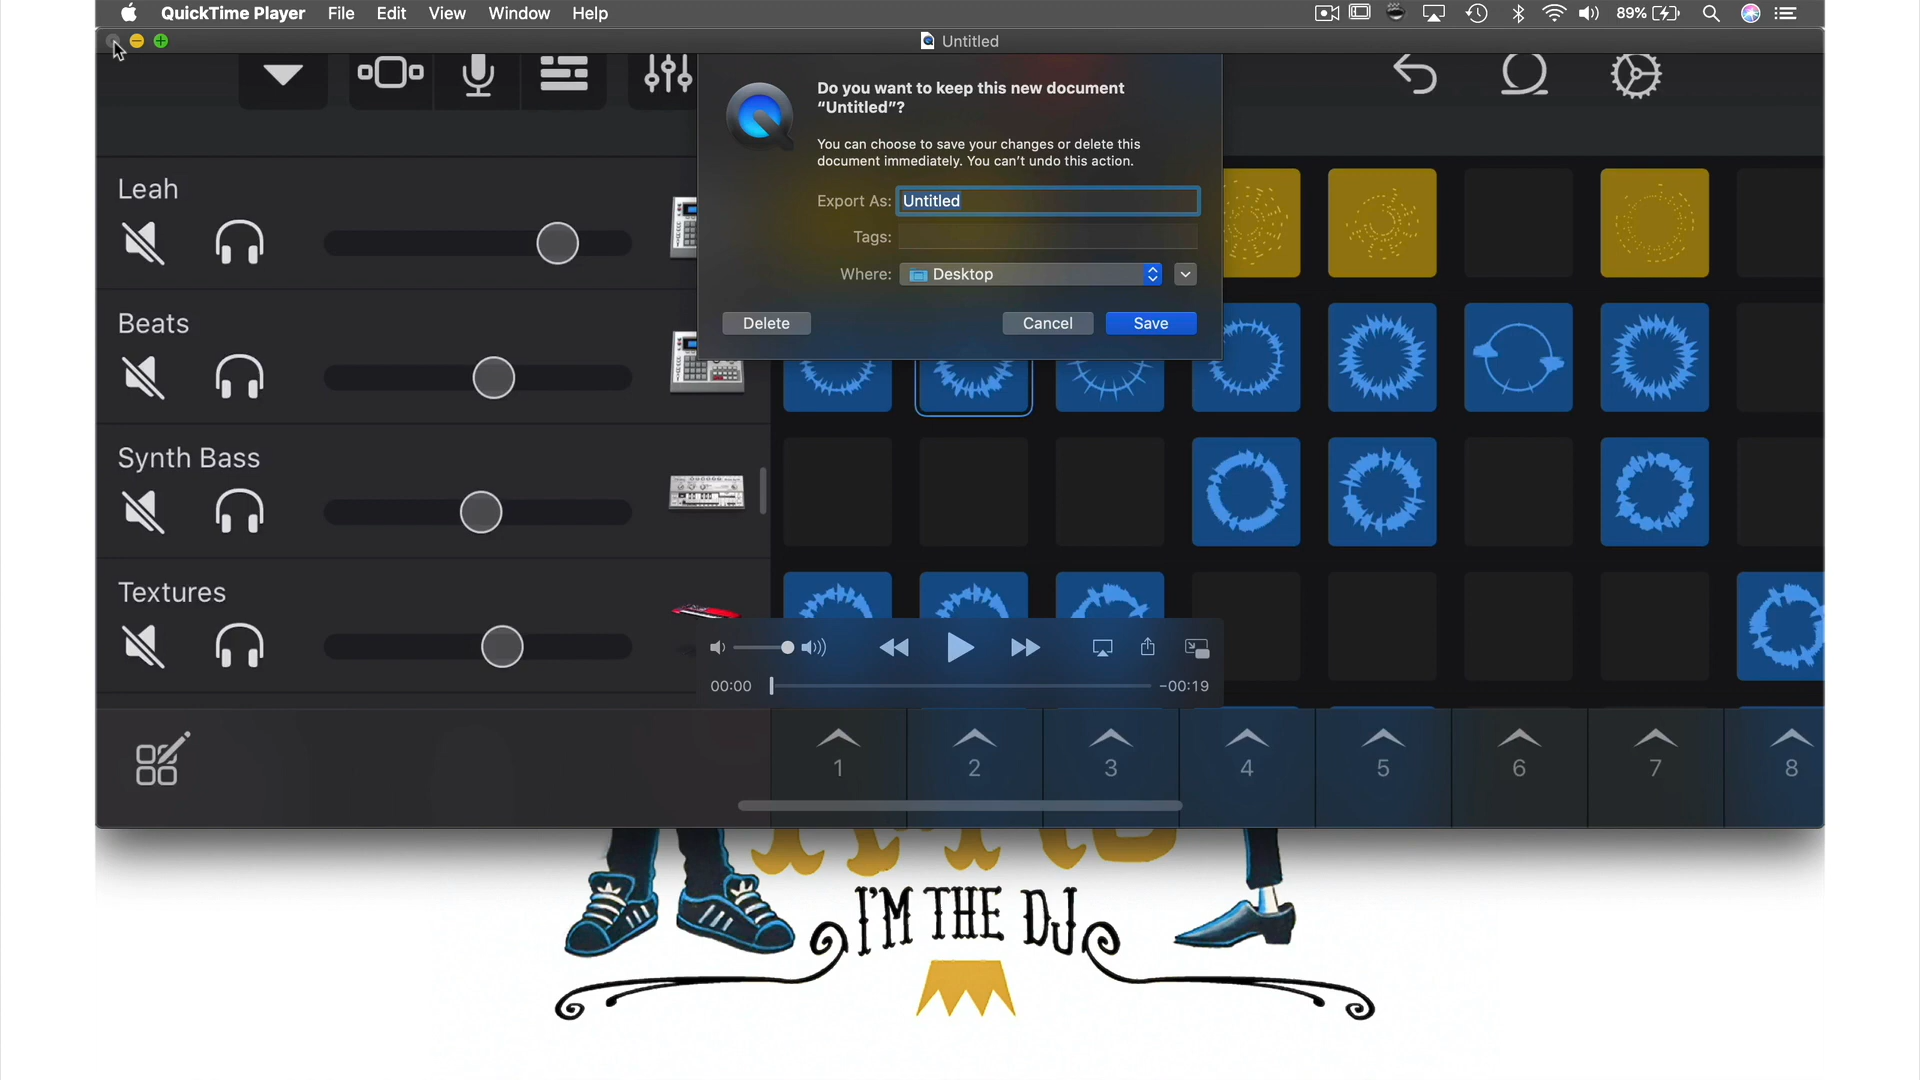 QuickTime Player File Edit View Window Help 89%
Untitled
Do you want to keep this new document
“Untitled”?
You can choose to save your changes or delete this
document immediately. You can’t undo this action.
Export As: Untitled
Tags:
Where: Desktop
Delete Cancel Save
Leah
Beats
Synth Bass
Textures
00:00 -00:19
1 2 3 4 5 6 7 8
I'M THE DJ